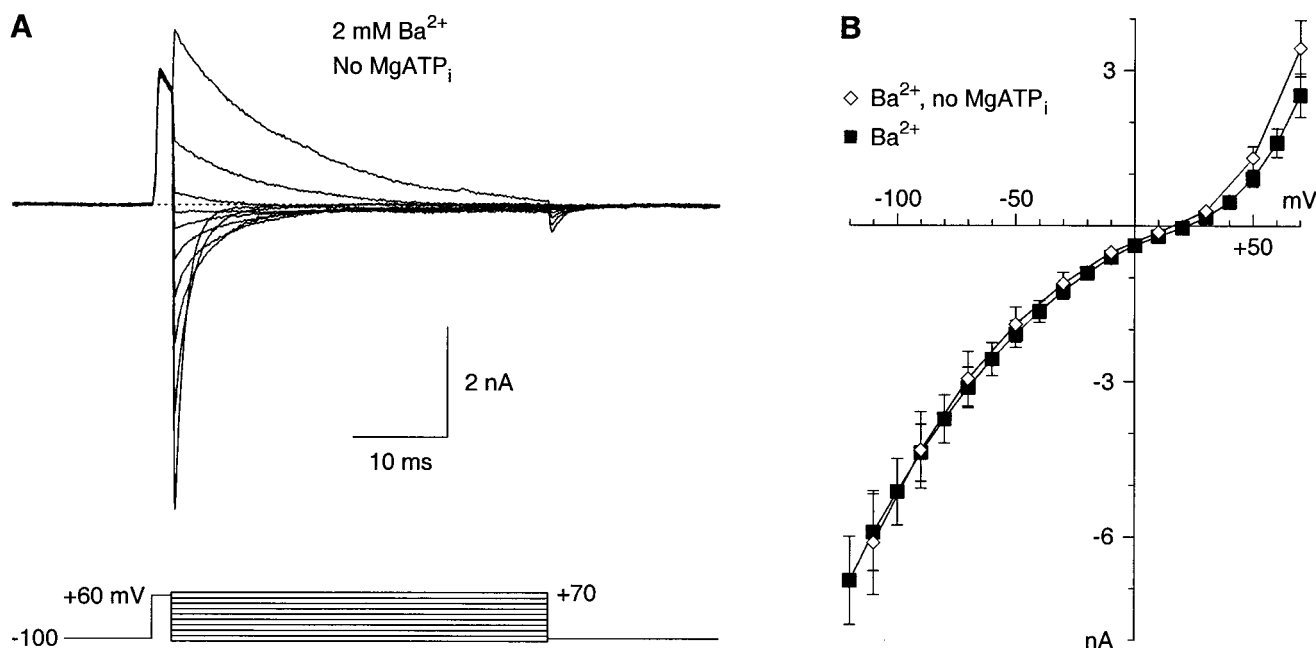 A
2 mM Ba²⁺
No MgATPᵢ
2 nA
10 ms
+60 mV
+70
-100
B
Ba²⁺, no MgATPᵢ
Ba²⁺
3
-100
-50
mV
+50
-3
-6
nA